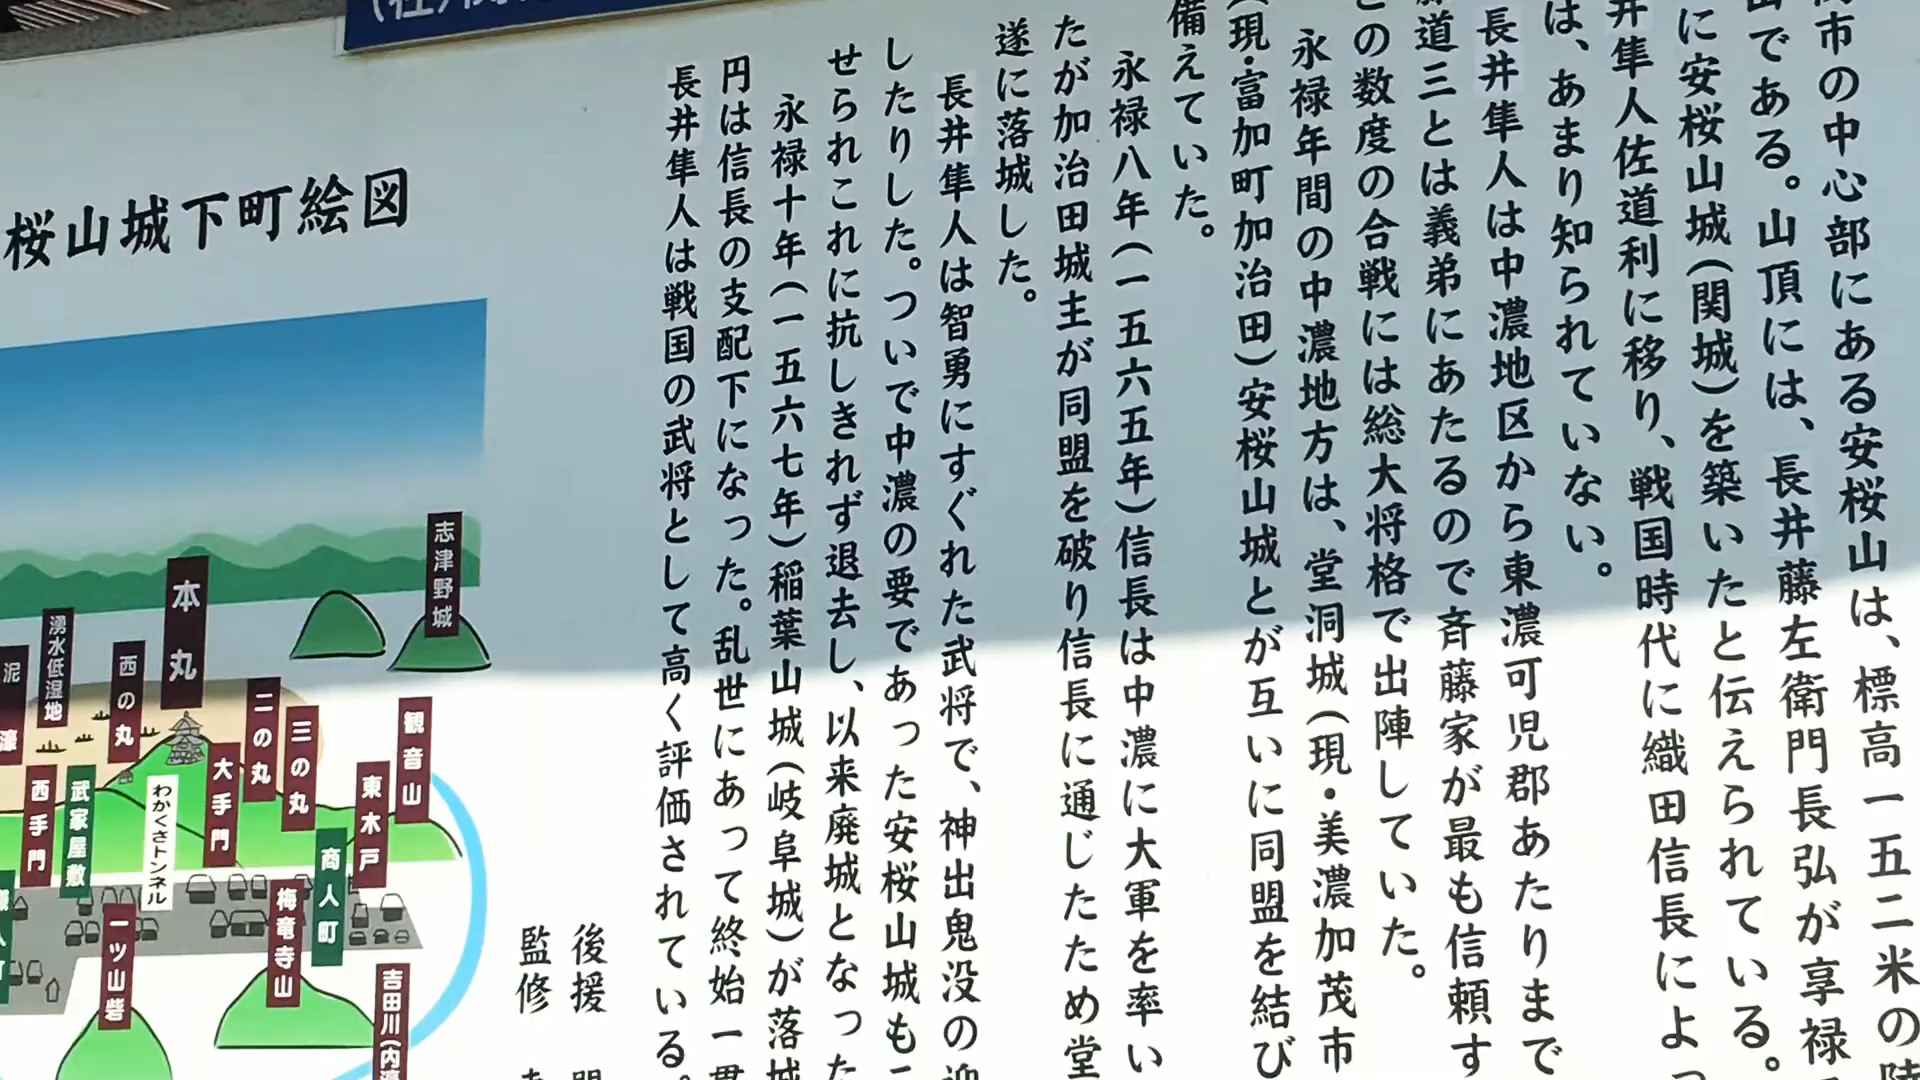 市の中心部にある安桜山は、標高一五二米の
山である。山頂には、長井藤左衛門長弘が享禄
に安桜山城(関城)を築いたと伝えられている。
井隼人佐道利に移り、戦国時代に織田信長によっ
は、あまり知られていない。
長井隼人は中濃地区から東濃可児郡あたりまで
道三とは義弟にあたるので斉藤家が最も信頼す
この数度の合戦には総大将格で出陣していた。
永禄年間の中濃地方は、堂洞城(現・美濃加茂市
(現・富加町加治田)安桜山城とが互いに同盟を結び
備えていた。
永禄八年(一五六五年)信長は中濃に大軍を率い
たが加治田城主が同盟を破り信長に通じたため堂
遂に落城した。
長井隼人は智勇にすぐれた武将で、神出鬼没の迎
したりした。ついで中濃の要であった安桜山城もこ
せられこれに抗しきれず退去し、以来廃城となった
永禄十年(一五六七年)稲葉山城(岐阜城)が落城
円は信長の支配下になった。乱世にあって終始一貫
長井隼人は戦国の武将として高く評価されている。
後援
監修
桜山城下町絵図
志津野城
本丸
湧水低湿地
泥
濠
西の丸
二の丸
三の丸
観音山
大手門
東木戸
西手門
武家屋敷
わかくさトンネル
商人町
梅竜寺山
一ツ山砦
吉田川(内濠